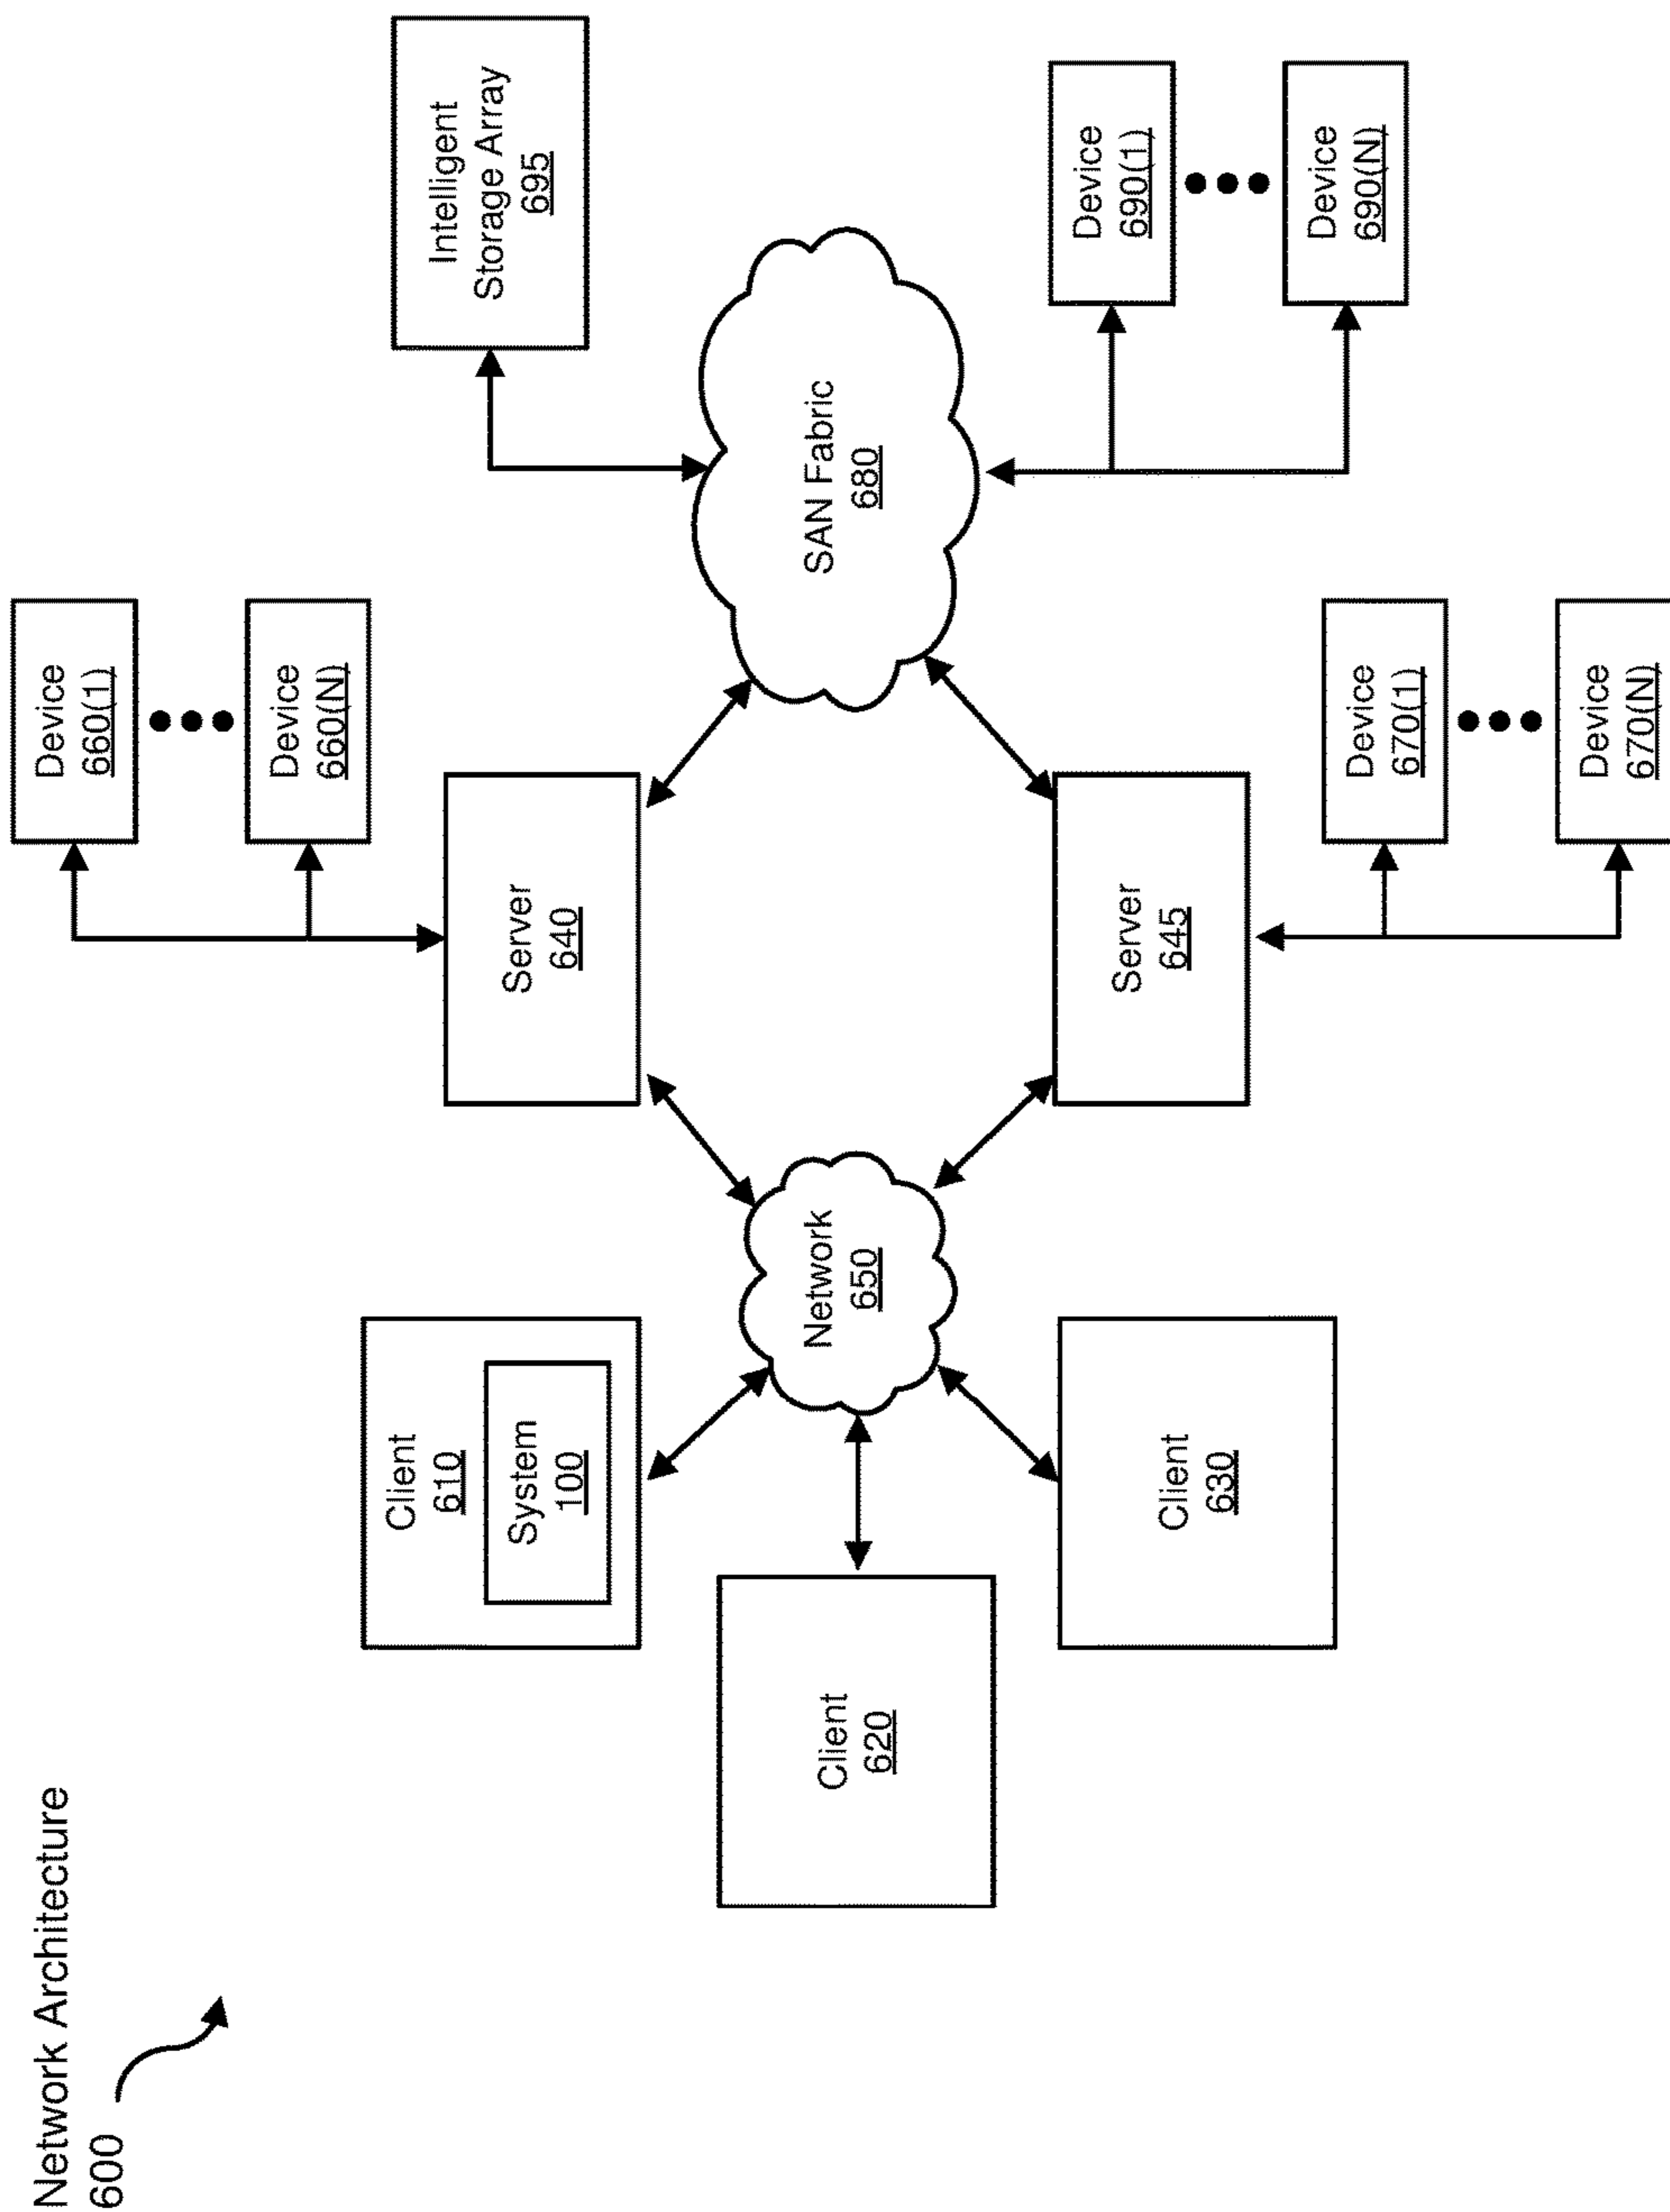 Network Architecture
600
Client
610
System
100
Client
620
Client
630
Network
650
Server
640
Server
645
Device
660(1)
Device
660(N)
Device
670(1)
Device
670(N)
SAN Fabric
680
Intelligent
Storage Array
695
Device
690(1)
Device
690(N)